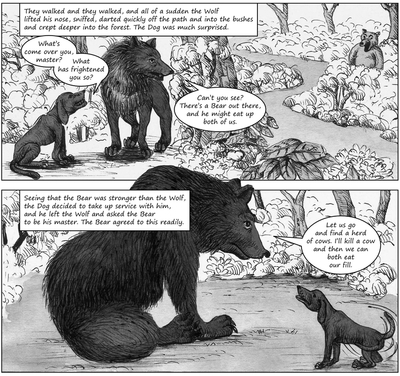 They walked and they walked, and all of a sudden the Wolf
lifted his nose, sniffed, darted quickly off the path and into the bushes
and crept deeper into the forest. The Dog was much surprised.
What's
come over you,
master?
What
has frightened
you so?
Can't you see?
There's a Bear out there,
and he might eat up
both of us.
Seeing that the Bear was stronger than the Wolf,
the Dog decided to take up service with him,
and he left the Wolf and asked the Bear
to be his master. The Bear agreed to this readily.
Let us go
and find a herd
of cows. I'll kill a cow
and then we can
both eat
our fill.